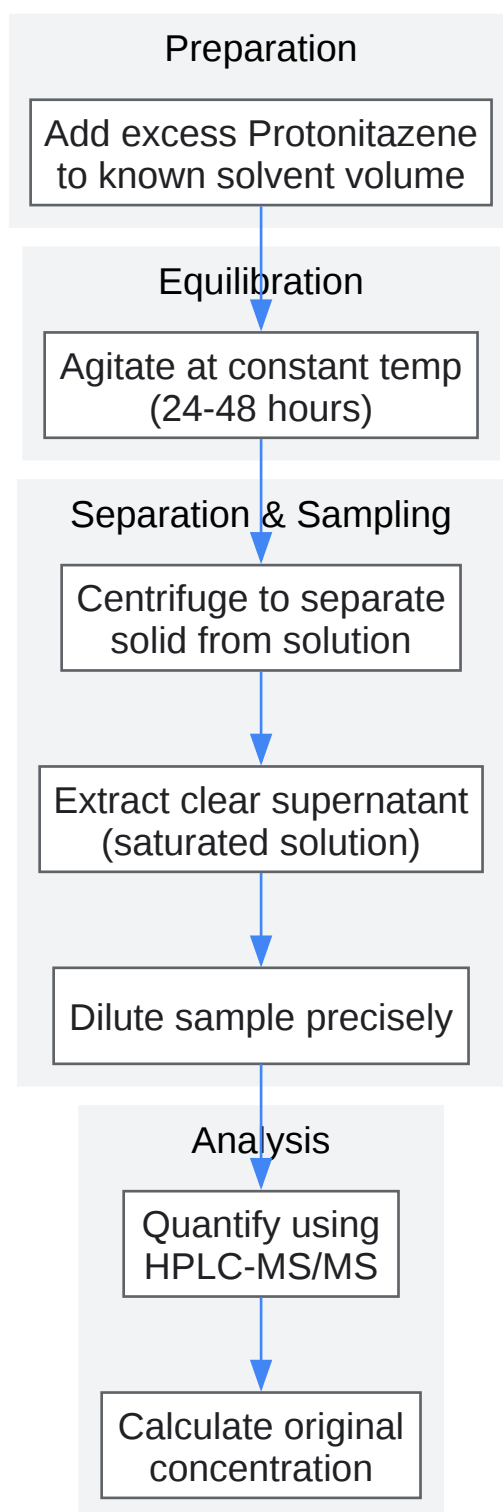 Preparation
Add excess Protonitazene
to known solvent volume
Equilibration
Agitate at constant temp
(24-48 hours)
Separation & Sampling
Centrifuge to separate
solid from solution
Extract clear supernatant
(saturated solution)
Dilute sample precisely
Analysis
Quantify using
HPLC-MS/MS
Calculate original
concentration